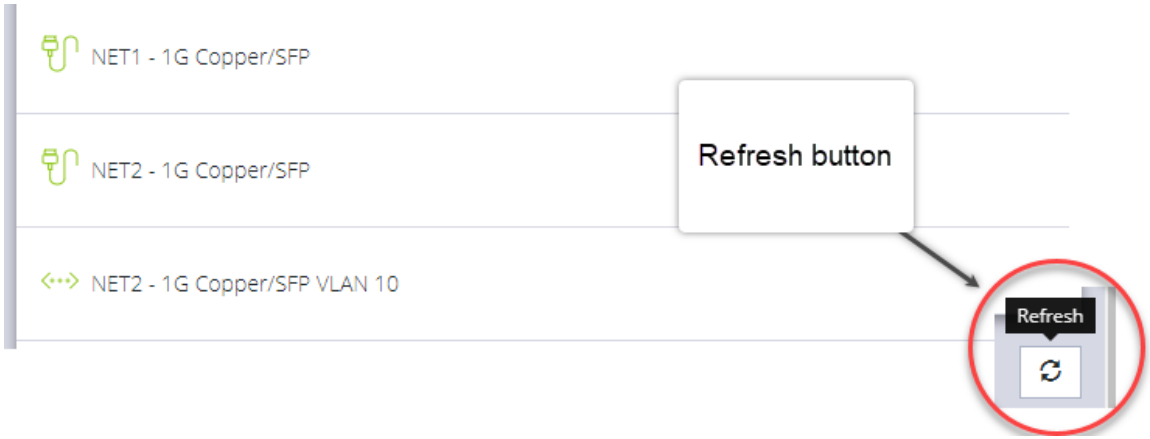 NET1 - 1G Copper/SFP
Refresh button
NET2 - 1G Copper/SFP
NET2 - 1G Copper/SFP VLAN 10
Refresh